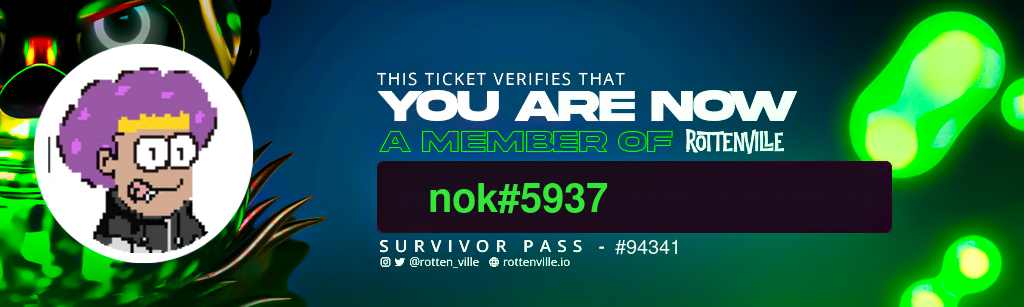 THIS TICKET VERIFIES THAT
YOU ARE NOW
A MEMBER OF ROTTENVILLE
nok#5937
SURVIVOR PASS - #94341
@rotten_ville rottenville.io